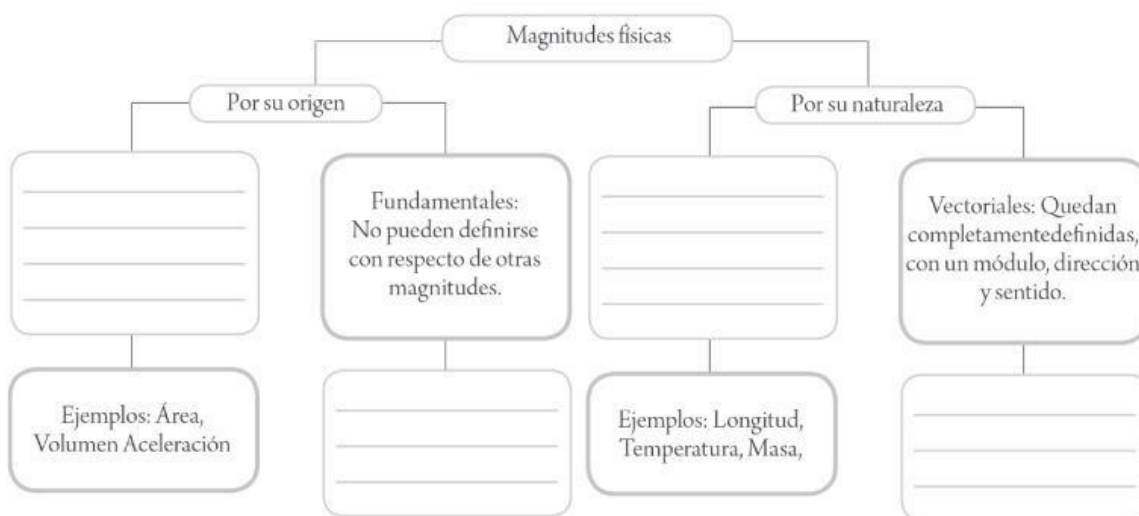 Magnitudes físicas
Por su origen
Por su naturaleza
Fundamentales:
No pueden definirse
con respecto de otras
magnitudes.
Vectoriales: Quedan
completamentedefinidas,
con un módulo, dirección
y sentido.
Ejemplos: Área,
Volumen Aceleración
Ejemplos: Longitud,
Temperatura, Masa,